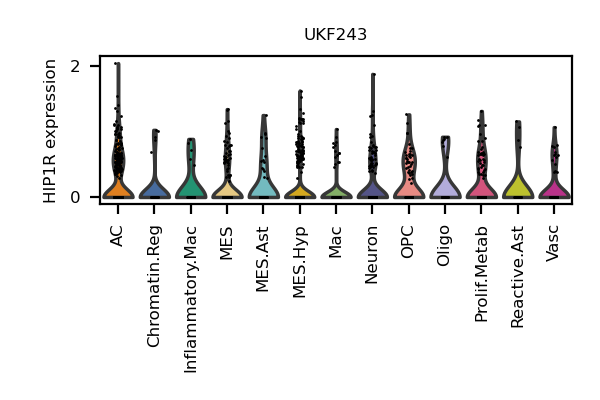 UKF243
HIP1R expression
2
0
AC
Chromatin.Reg
Inflammatory.Mac
MES
MES.Ast
MES.Hyp
Mac
Neuron
OPC
Oligo
Prolif.Metab
Reactive.Ast
Vasc